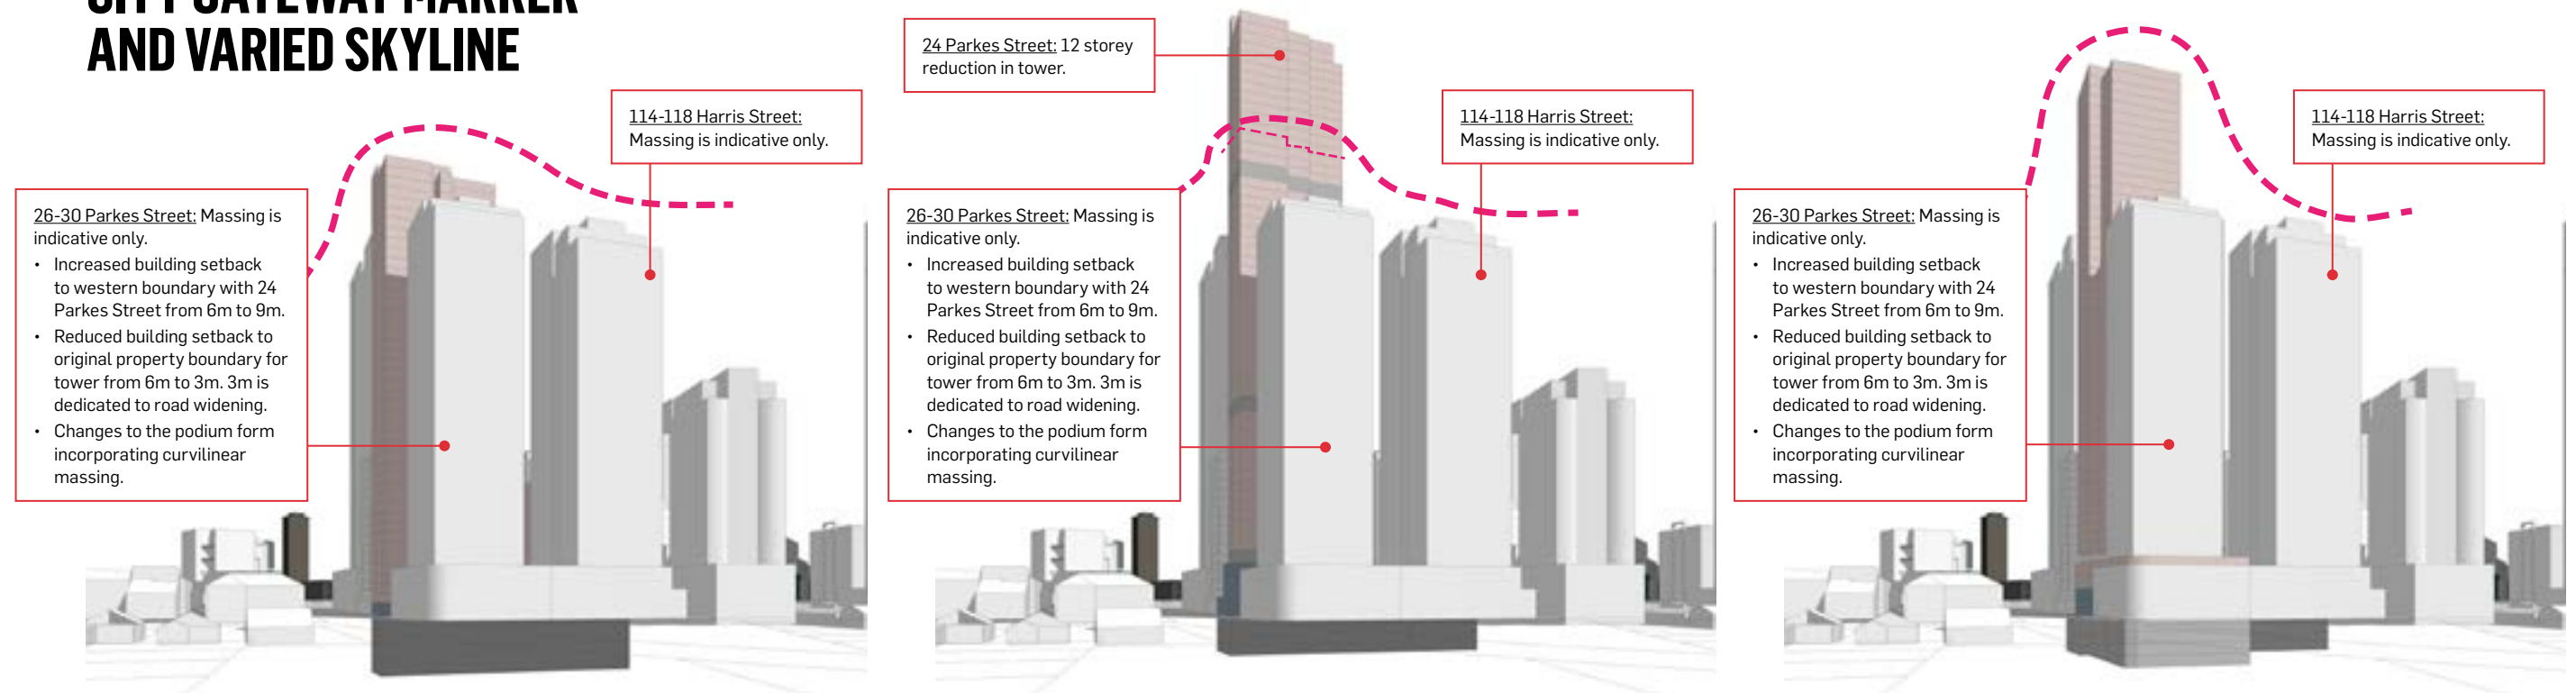 CITY GATEWAY MARKER
AND VARIED SKYLINE
114-118 Harris Street:
Massing is indicative only.
26-30 Parkes Street: Massing is
indicative only.
• Increased building setback
to western boundary with 24
Parkes Street from 6m to 9m.
• Reduced building setback to
original property boundary for
tower from 6m to 3m. 3m is
dedicated to road widening.
• Changes to the podium form
incorporating curvilinear
massing.
24 Parkes Street: 12 storey
reduction in tower.
114-118 Harris Street:
Massing is indicative only.
26-30 Parkes Street: Massing is
indicative only.
• Increased building setback
to western boundary with 24
Parkes Street from 6m to 9m.
• Reduced building setback to
original property boundary for
tower from 6m to 3m. 3m is
dedicated to road widening.
• Changes to the podium form
incorporating curvilinear
massing.
114-118 Harris Street:
Massing is indicative only.
26-30 Parkes Street: Massing is
indicative only.
• Increased building setback
to western boundary with 24
Parkes Street from 6m to 9m.
• Reduced building setback to
original property boundary for
tower from 6m to 3m. 3m is
dedicated to road widening.
• Changes to the podium form
incorporating curvilinear
massing.